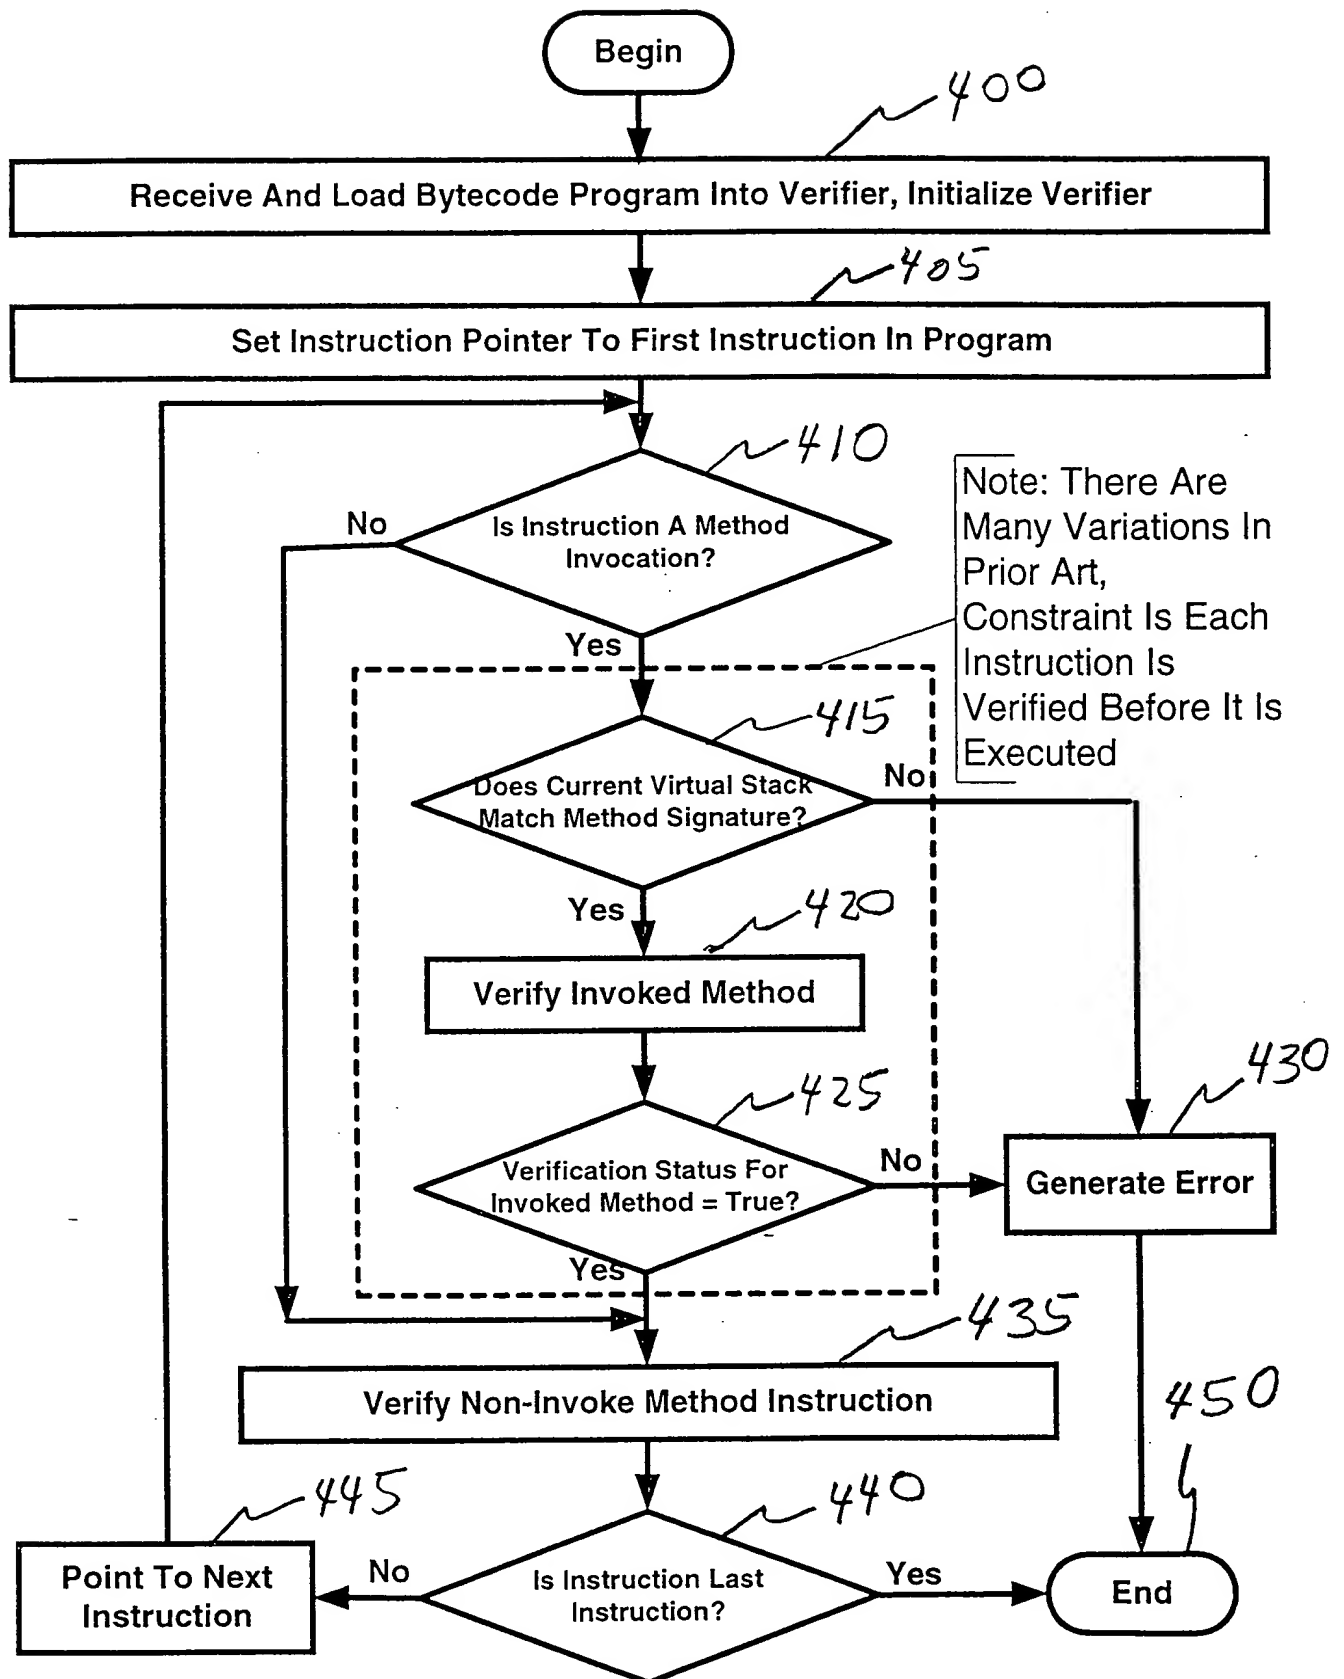 Begin
400
Receive And Load Bytecode Program Into Verifier, Initialize Verifier
405
Set Instruction Pointer To First Instruction In Program
410
Is Instruction A Method
Invocation?
No
Yes
Note: There Are
Many Variations In
Prior Art,
Constraint Is Each
Instruction Is
Verified Before It Is
Executed
415
Does Current Virtual Stack
Match Method Signature?
No
Yes
420
Verify Invoked Method
425
Verification Status For
Invoked Method = True?
No
Yes
430
Generate Error
435
Verify Non-Invoke Method Instruction
440
Is Instruction Last
Instruction?
No
Yes
445
Point To Next
Instruction
450
End